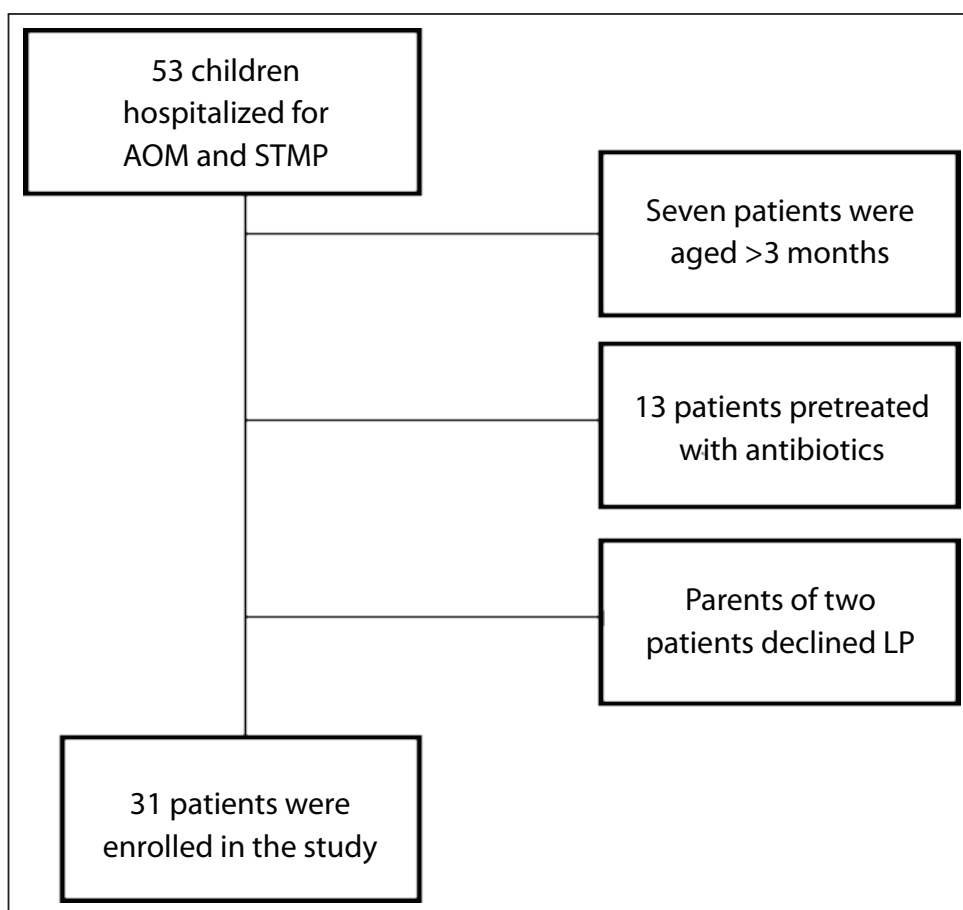 53 children
hospitalized for
AOM and STMP
Seven patients were
aged >3 months
13 patients pretreated
with antibiotics
Parents of two
patients declined LP
31 patients were
enrolled in the study